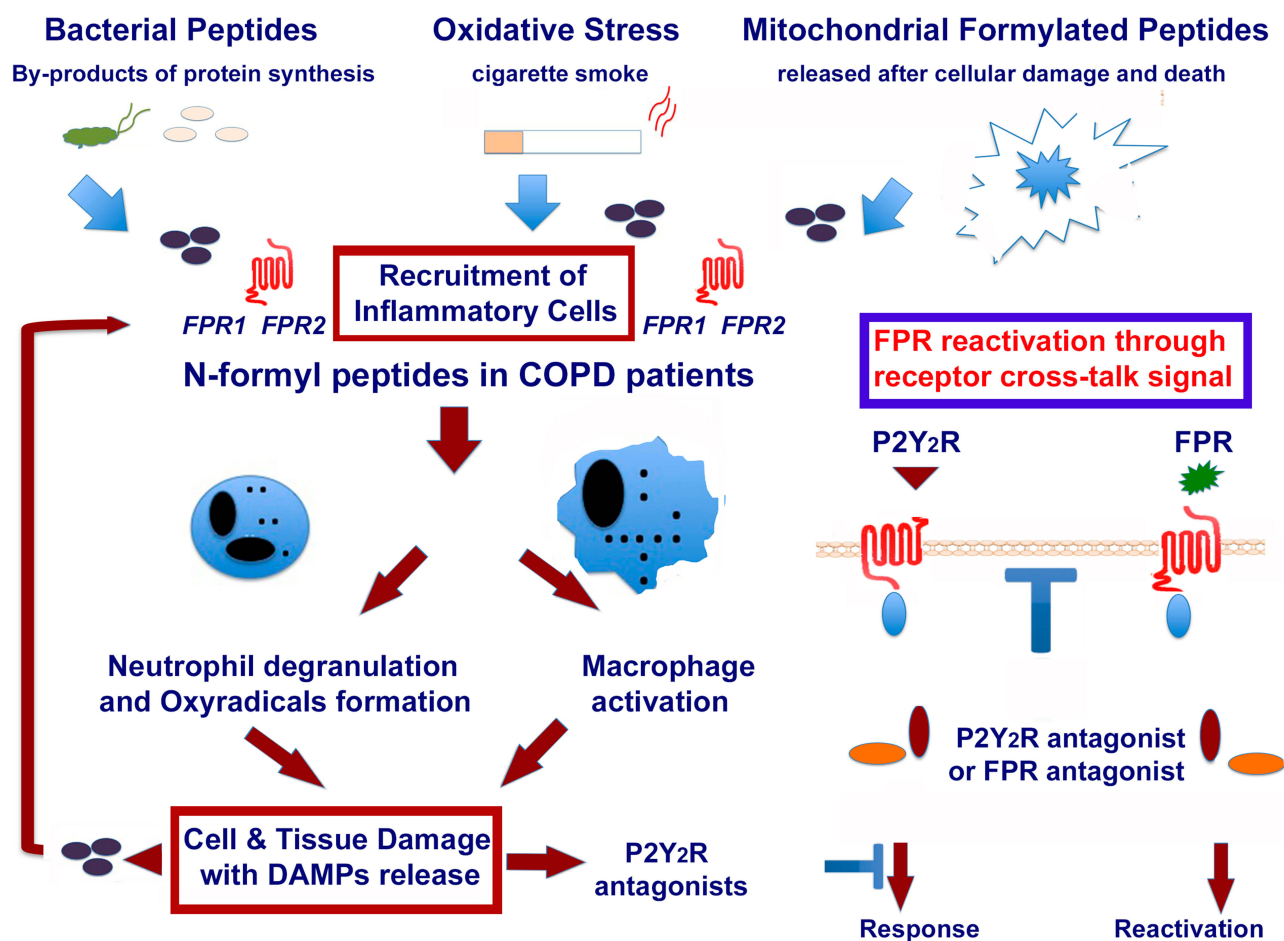 Bacterial Peptides
By-products of protein synthesis
Oxidative Stress
cigarette smoke
Mitochondrial Formylated Peptides
released after cellular damage and death
Recruitment of
Inflammatory Cells
FPR1 FPR2
FPR1 FPR2
N-formyl peptides in COPD patients
Neutrophil degranulation
and Oxyradicals formation
Macrophage
activation
Cell & Tissue Damage
with DAMPs release
P2Y2R
antagonists
FPR reactivation through
receptor cross-talk signal
P2Y2R
FPR
P2Y2R antagonist
or FPR antagonist
Response
Reactivation